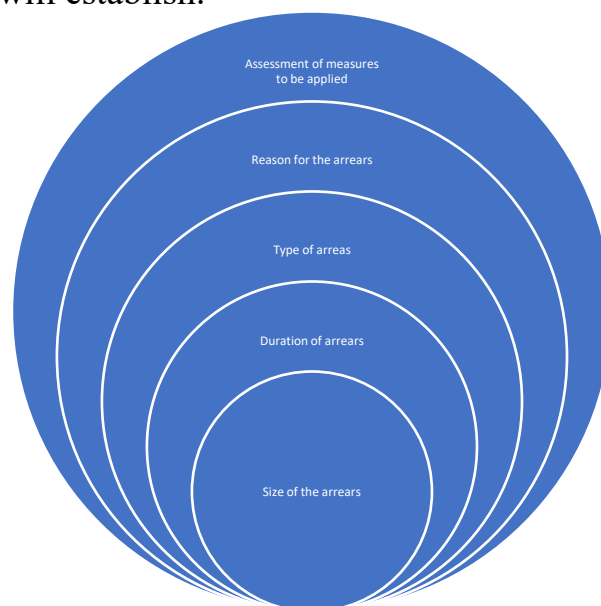 will establish.
Assessment of measures
to be applied
Reason for the arrears
Type of arreas
Duration of arrears
Size of the arrears